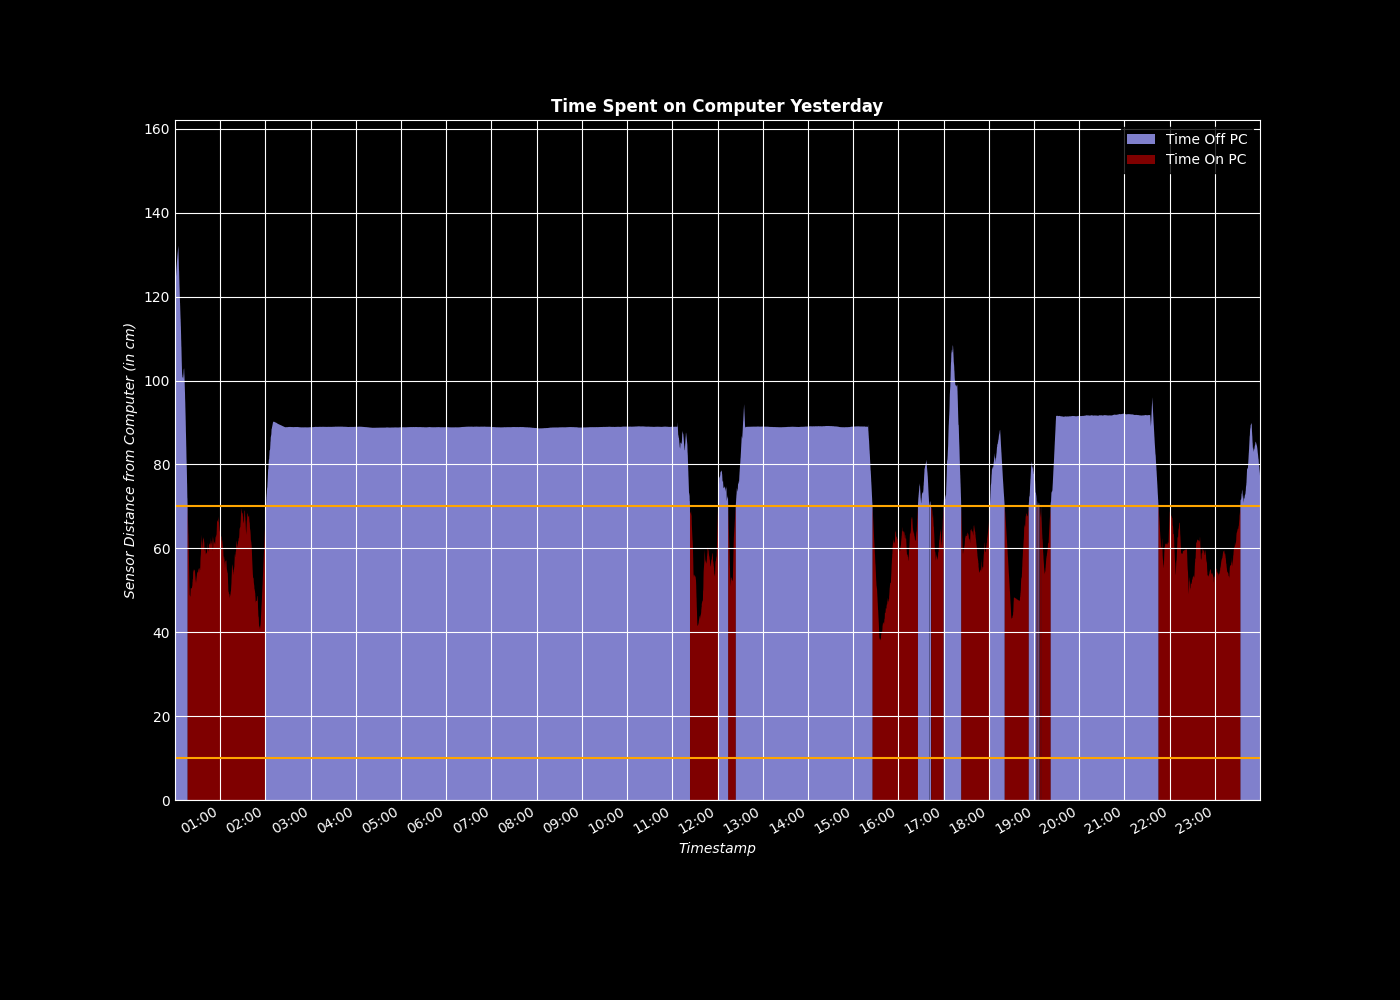 Time Spent on Computer Yesterday
Time Off PC
Time On PC
160
140
120
100
80
60
40
20
0
Sensor Distance from Computer (in cm)
01:00 02:00 03:00 04:00 05:00 06:00 07:00 08:00 09:00 10:00 11:00 12:00 13:00 14:00 15:00 16:00 17:00 18:00 19:00 20:00 21:00 22:00 23:00
Timestamp